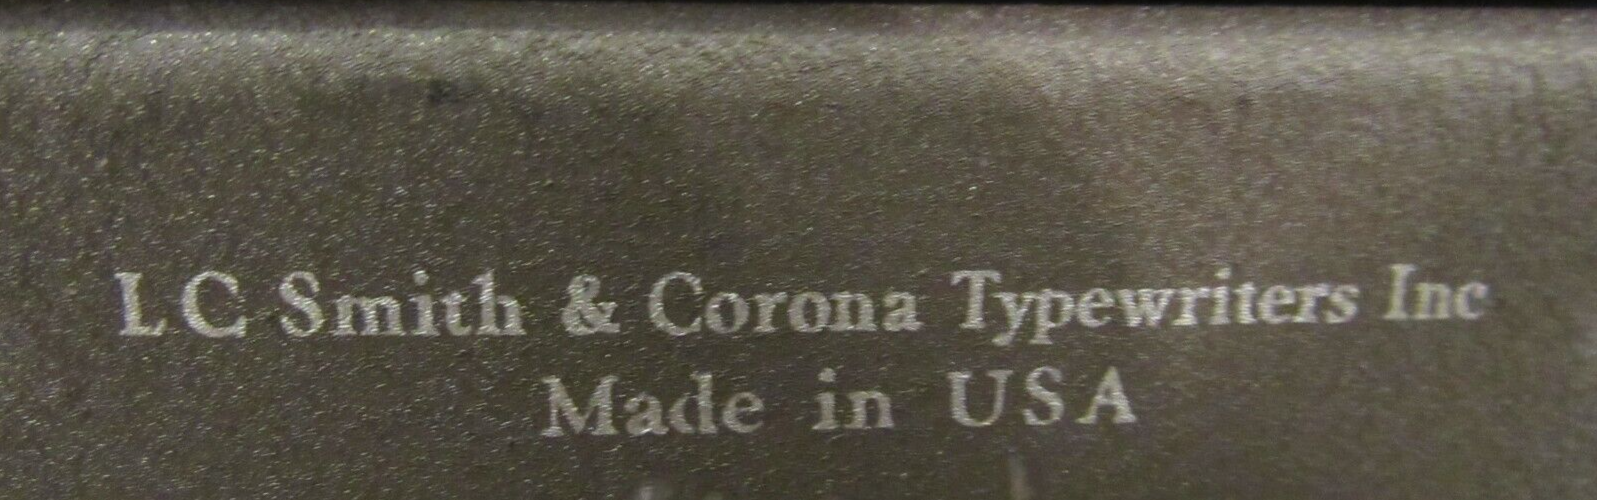 L C Smith & Corona Typewriters Inc
Made in USA